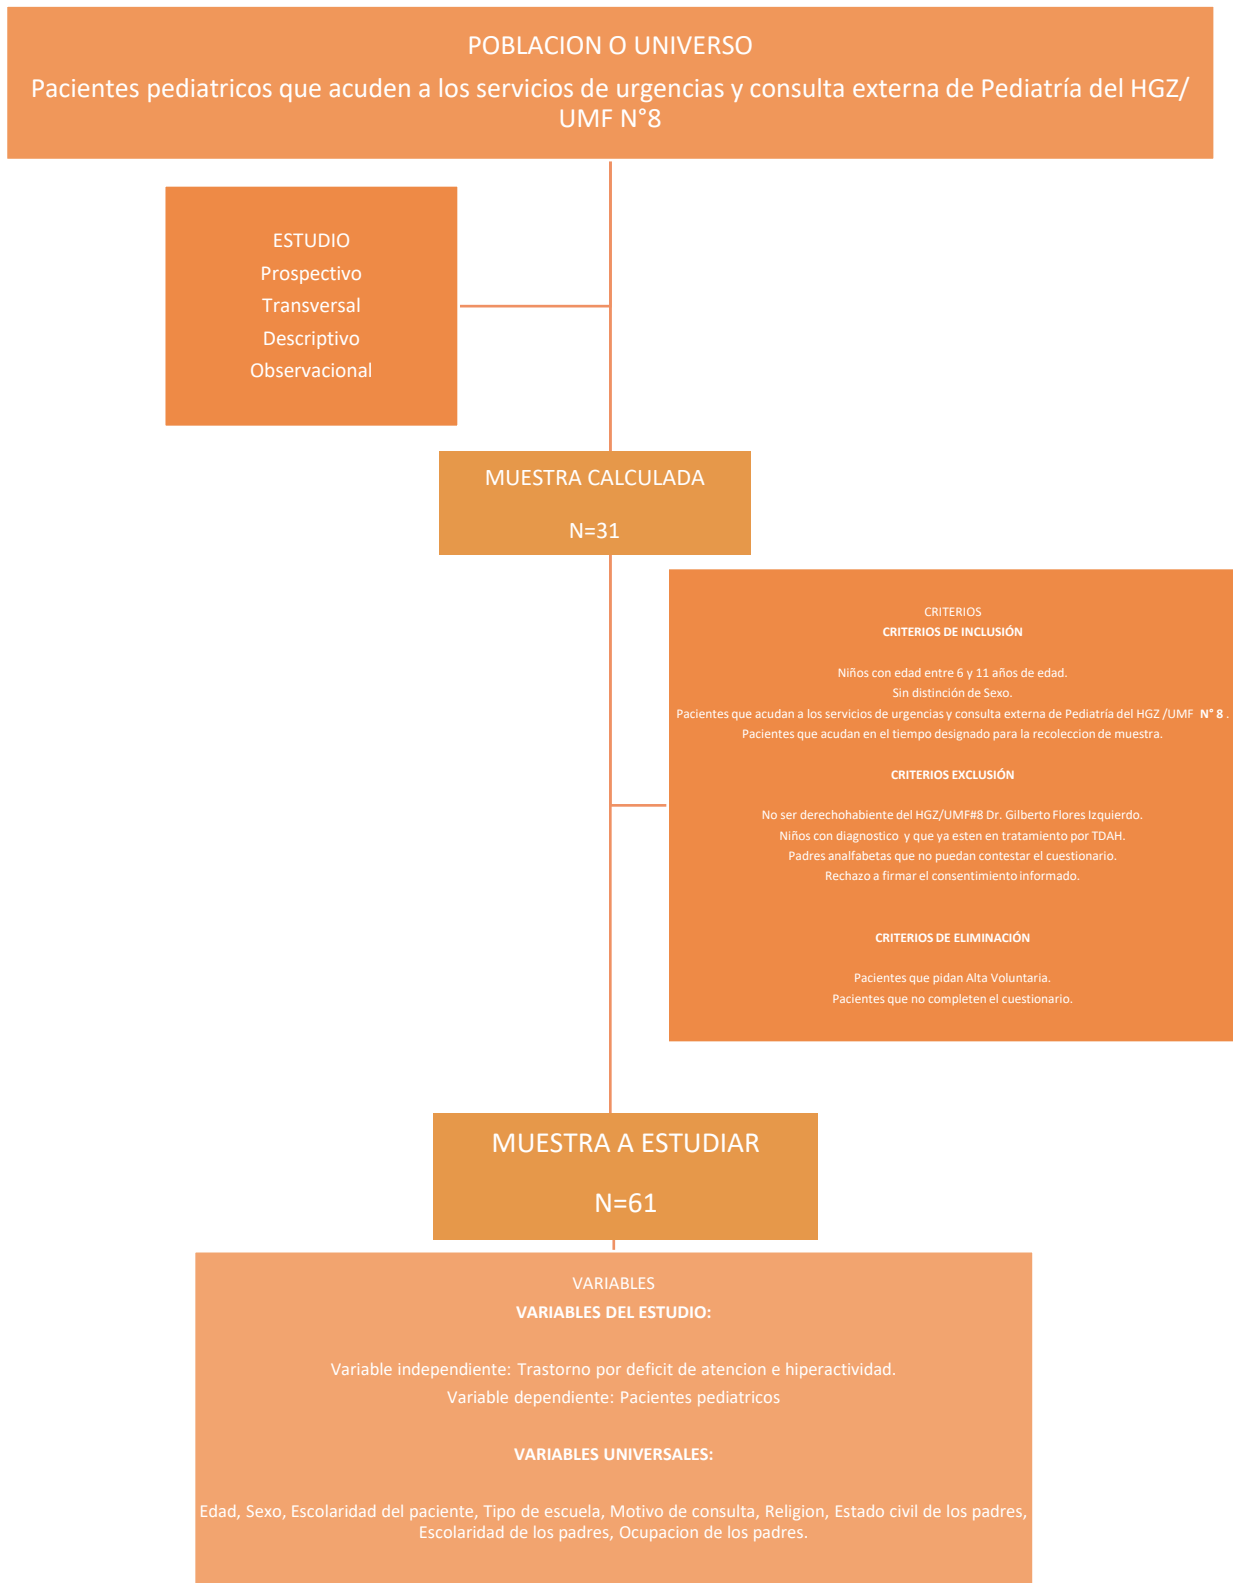 POBLACION O UNIVERSO
Pacientes pediatricos que acuden a los servicios de urgencias y consulta externa de Pediatría del HGZ/
UMF N°8
ESTUDIO
Prospectivo
Transversal
Descriptivo
Observacional
MUESTRA CALCULADA
N=31
CRITERIOS
CRITERIOS DE INCLUSIÓN
Niños con edad entre 6 y 11 años de edad.
Sin distinción de Sexo.
Pacientes que acudan a los servicios de urgencias y consulta externa de Pediatría del HGZ /UMF N° 8 .
Pacientes que acudan en el tiempo designado para la recoleccion de muestra.
CRITERIOS EXCLUSIÓN
No ser derechohabiente del HGZ/UMF#8 Dr. Gilberto Flores Izquierdo.
Niños con diagnostico y que ya esten en tratamiento por TDAH.
Padres analfabetas que no puedan contestar el cuestionario.
Rechazo a firmar el consentimiento informado.
CRITERIOS DE ELIMINACIÓN
Pacientes que pidan Alta Voluntaria.
Pacientes que no completen el cuestionario.
MUESTRA A ESTUDIAR
N=61
VARIABLES
VARIABLES DEL ESTUDIO:
Variable independiente: Trastorno por deficit de atencion e hiperactividad.
Variable dependiente: Pacientes pediatricos
VARIABLES UNIVERSALES:
Edad, Sexo, Escolaridad del paciente, Tipo de escuela, Motivo de consulta, Religion, Estado civil de los padres,
Escolaridad de los padres, Ocupacion de los padres.